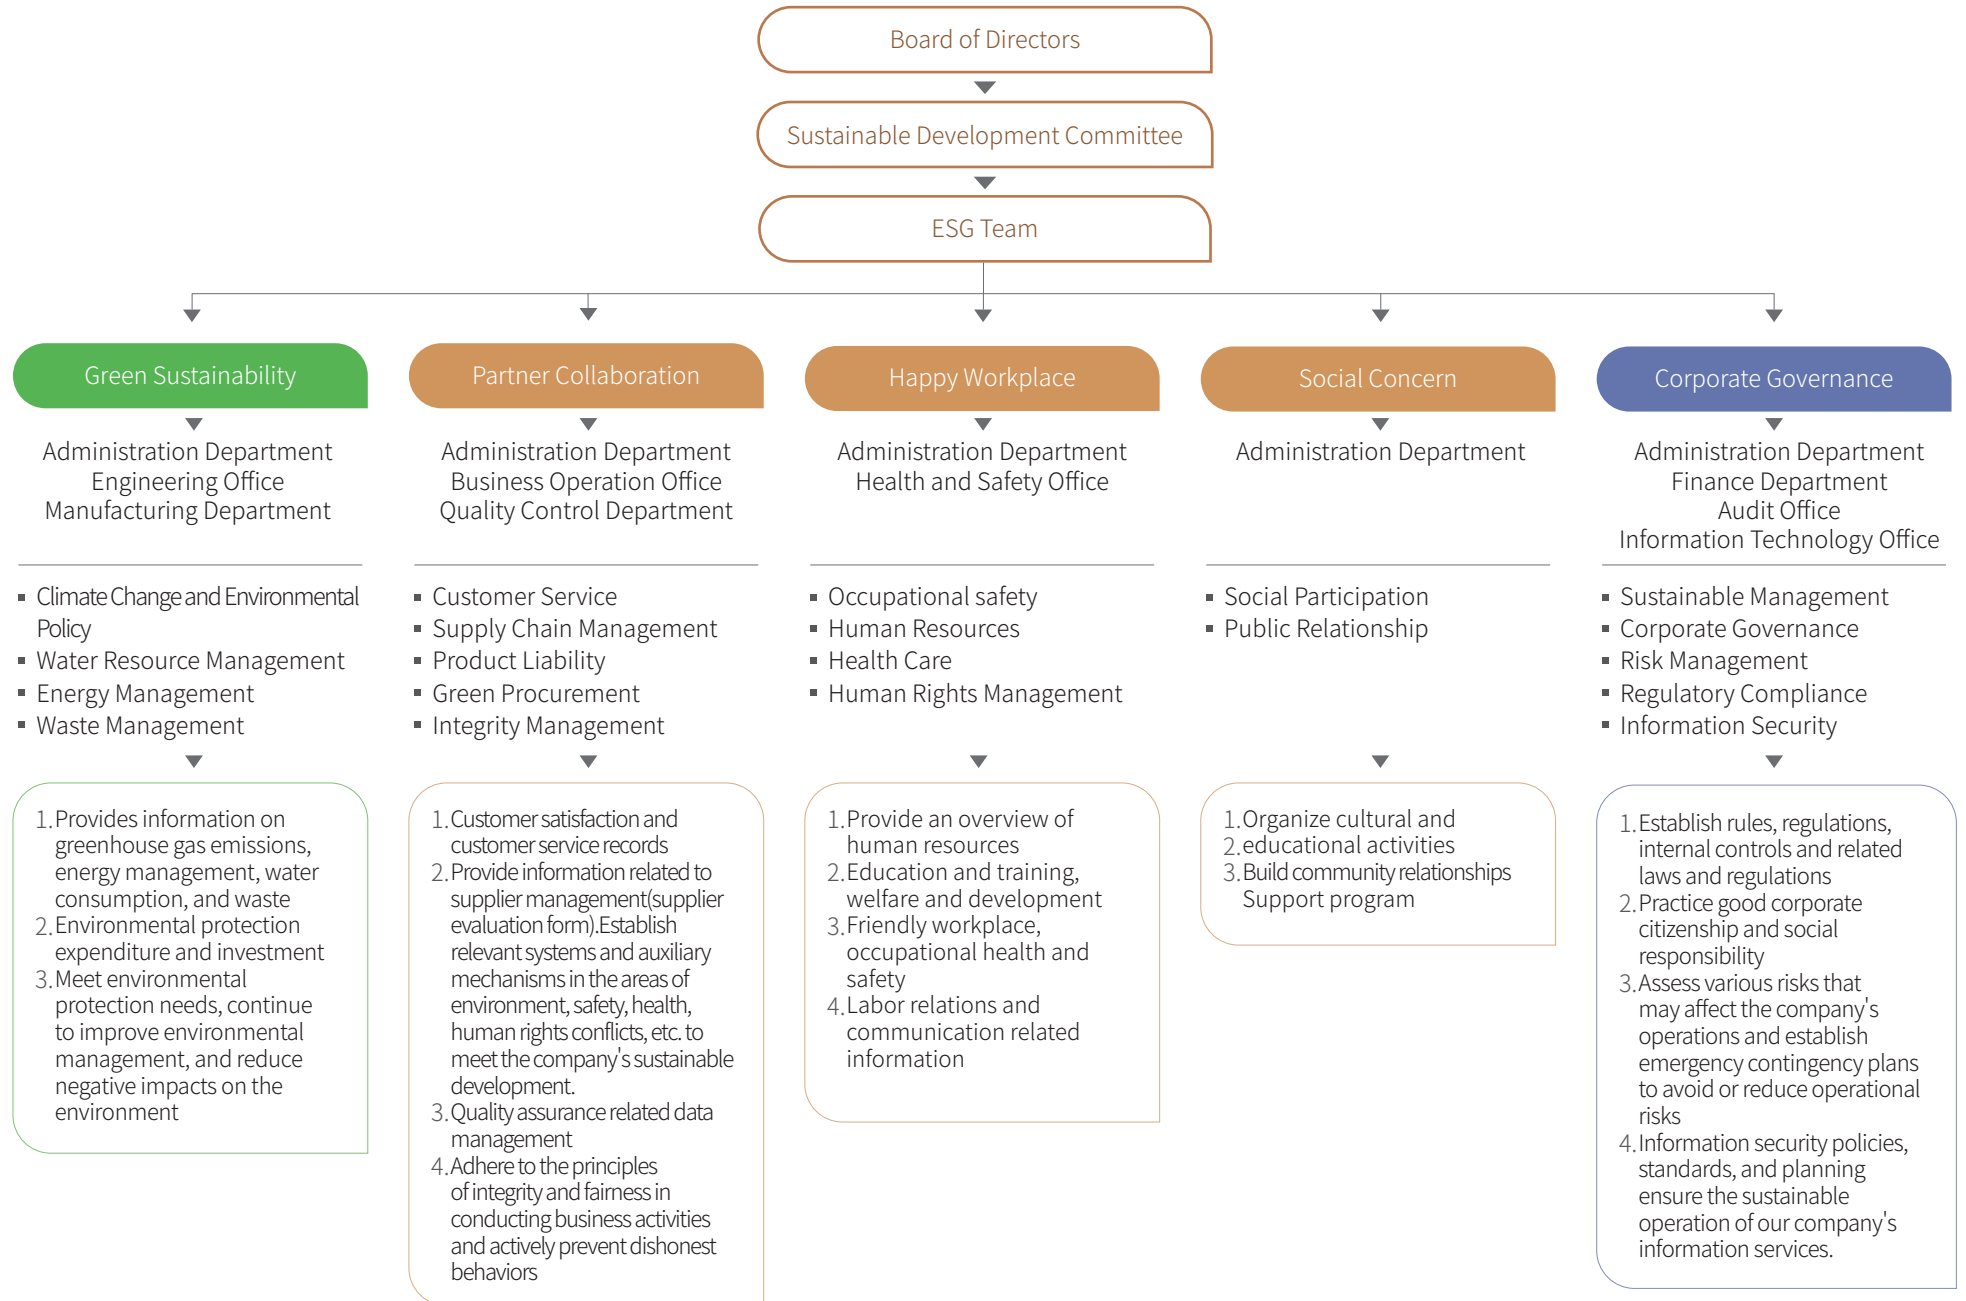 Board of Directors
Sustainable Development Committee
ESG Team
Green Sustainability
Administration Department
Engineering Office
Manufacturing Department
▪ Climate Change and Environmental
Policy
▪ Water Resource Management
▪ Energy Management
▪ Waste Management
1. Provides information on
greenhouse gas emissions,
energy management, water
consumption, and waste
2. Environmental protection
expenditure and investment
3. Meet environmental
protection needs, continue
to improve environmental
management, and reduce
negative impacts on the
environment
Partner Collaboration
Administration Department
Business Operation Office
Quality Control Department
▪ Customer Service
▪ Supply Chain Management
▪ Product Liability
▪ Green Procurement
▪ Integrity Management
1. Customer satisfaction and
customer service records
2. Provide information related to
supplier management(supplier
evaluation form).Establish
relevant systems and auxiliary
mechanisms in the areas of
environment, safety, health,
human rights conflicts, etc. to
meet the company's sustainable
development.
3. Quality assurance related data
management
4. Adhere to the principles
of integrity and fairness in
conducting business activities
and actively prevent dishonest
behaviors
Happy Workplace
Administration Department
Health and Safety Office
▪ Occupational safety
▪ Human Resources
▪ Health Care
▪ Human Rights Management
1. Provide an overview of
human resources
2. Education and training,
welfare and development
3. Friendly workplace,
occupational health and
safety
4. Labor relations and
communication related
information
Social Concern
Administration Department
▪ Social Participation
▪ Public Relationship
1. Organize cultural and
2. educational activities
3. Build community relationships
Support program
Corporate Governance
Administration Department
Finance Department
Audit Office
Information Technology Office
▪ Sustainable Management
▪ Corporate Governance
▪ Risk Management
▪ Regulatory Compliance
▪ Information Security
1. Establish rules, regulations,
internal controls and related
laws and regulations
2. Practice good corporate
citizenship and social
responsibility
3. Assess various risks that
may affect the company's
operations and establish
emergency contingency plans
to avoid or reduce operational
risks
4. Information security policies,
standards, and planning
ensure the sustainable
operation of our company's
information services.